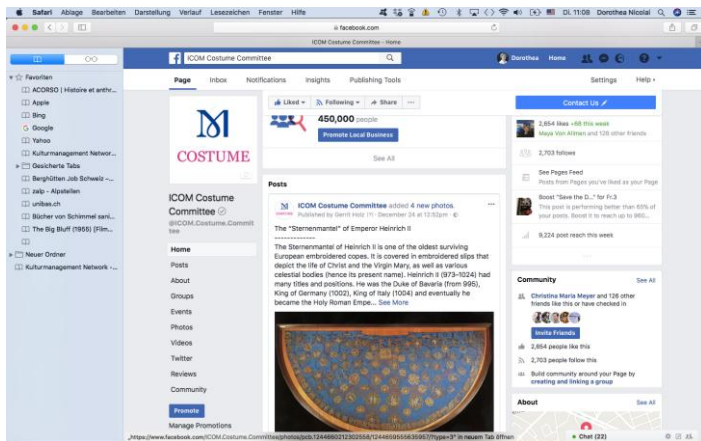 Safari Ablage Bearbeiten Darstellung Verlauf Lesezeichen Fenster Hilfe
Di. 11:08 Dorothea Nicolai
facebook.com
ICOM Costume Committee - Home
Favoriten
ACORSO | Histoire et anthr...
Apple
Bing
Google
Yahoo
Kulturmanagement Networ...
Gesicherte Tabs
Berghütten Job Schweiz -...
zalp - Alpstellen
unibas.ch
Bücher von Schimmel sani...
The Big Bluff (1955) [Film...
Neuer Ordner
Kulturmanagement Network -...
ICOM Costume Committee
Dorothea Home
Page Inbox Notifications Insights Publishing Tools Settings Help
COSTUME
ICOM Costume
Committee
@ICOM.Costume.Commit
tee
Home
Posts
About
Groups
Events
Photos
Videos
Twitter
Reviews
Community
Promote
Manage Promotions
Liked Following Share ...
450,000 people
Promote Local Business
See All
Posts
ICOM Costume Committee added 4 new photos.
Published by Gerrit Holz · December 24 at 12:52pm
The "Sternenmantel" of Emperor Heinrich II
--------------
The Sternenmantel of Heinrich II is one of the oldest surviving
European embroidered copes. It is covered in embroidered slips that
depict the life of Christ and the Virgin Mary, as well as various
celestial bodies (hence its present name). Heinrich II (973–1024) had
many titles and positions. He was the Duke of Bavaria (from 995),
King of Germany (1002), King of Italy (1004) and eventually he
became the Holy Roman Empe... See More
Contact Us
2,654 likes +68 this week
Maya Von Allmen and 126 other
friends
2,703 follows
See Pages Feed
Posts from Pages you've liked as your Page
Boost "Save the D..." for Fr.3
This post is performing better than 85% of
your posts. Boost it to reach up to 960...
9,224 post reach this week
Community See All
Christina Maria Meyer and 126 other
friends like this or have checked in
Invite Friends
2,654 people like this
2,703 people follow this
Build community around your Page by
creating and linking a group
About See All
Chat (22)